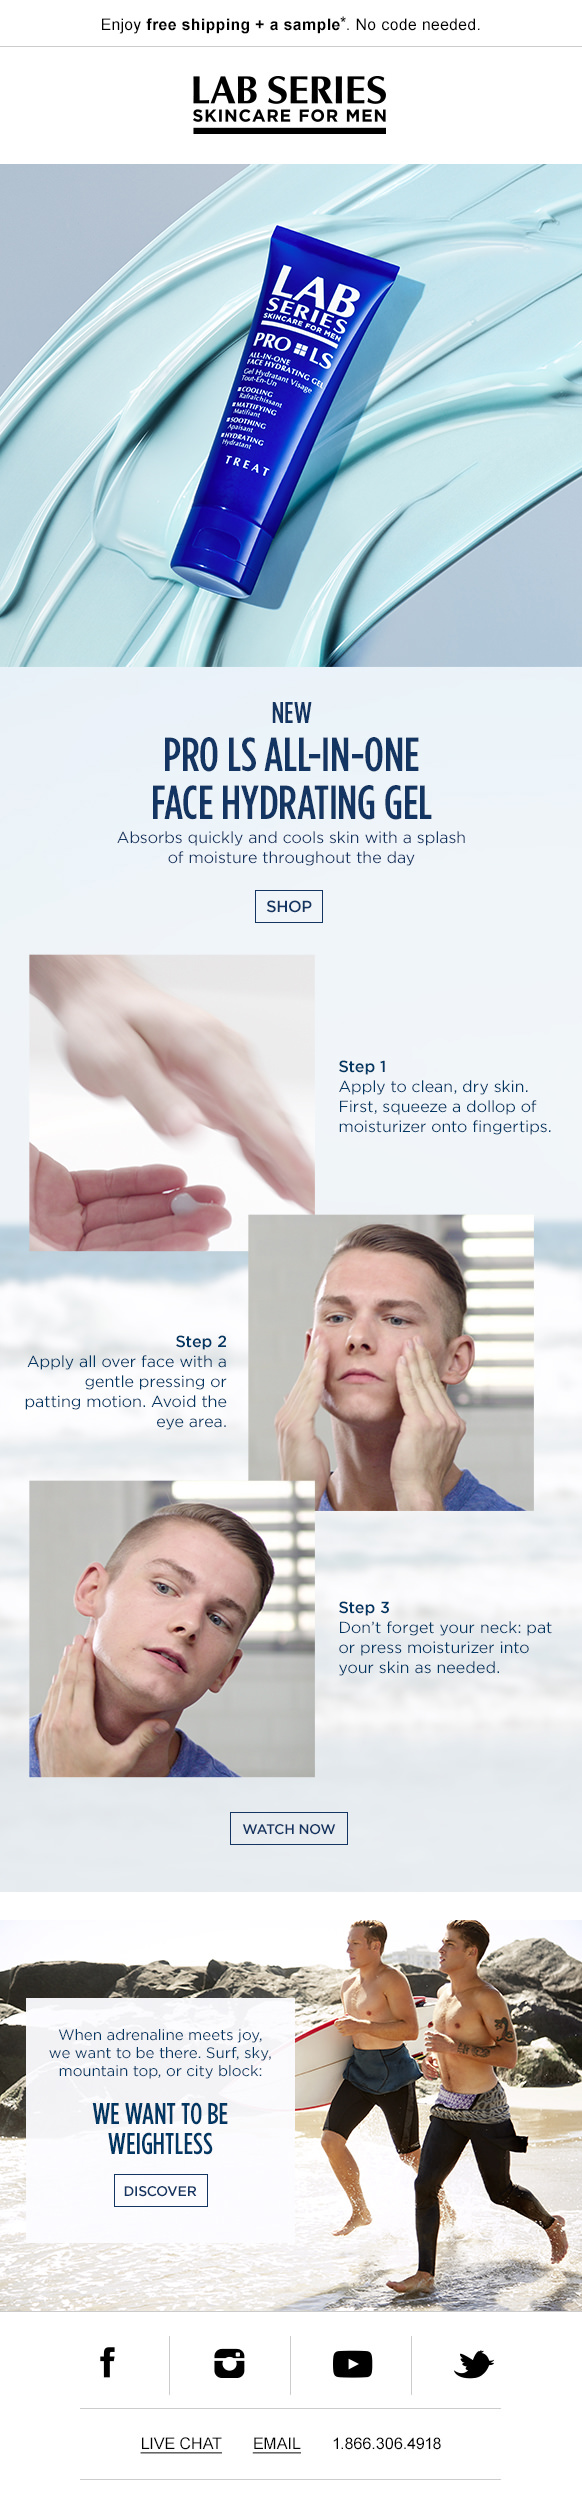 Enjoy free shipping + a sample*. No code needed.
LAB SERIES
SKINCARE FOR MEN
LAB
SERIES
SKINCARE FOR MEN
PRO LS
ALL-IN-ONE
FACE HYDRATING GEL
Gel Hydratant Visage
Tout-En-Un
COOLING
Rafraîchissant
MATTIFYING
Matifiant
SOOTHING
Apaisant
HYDRATING
Hydratant
TREAT
NEW
PRO LS ALL-IN-ONE
FACE HYDRATING GEL
Absorbs quickly and cools skin with a splash
of moisture throughout the day
SHOP
Step 1
Apply to clean, dry skin.
First, squeeze a dollop of
moisturizer onto fingertips.
Step 2
Apply all over face with a
gentle pressing or
patting motion. Avoid the
eye area.
Step 3
Don't forget your neck: pat
or press moisturizer into
your skin as needed.
WATCH NOW
When adrenaline meets joy,
we want to be there. Surf, sky,
mountain top, or city block:
WE WANT TO BE
WEIGHTLESS
DISCOVER
LIVE CHAT EMAIL 1.866.306.4918